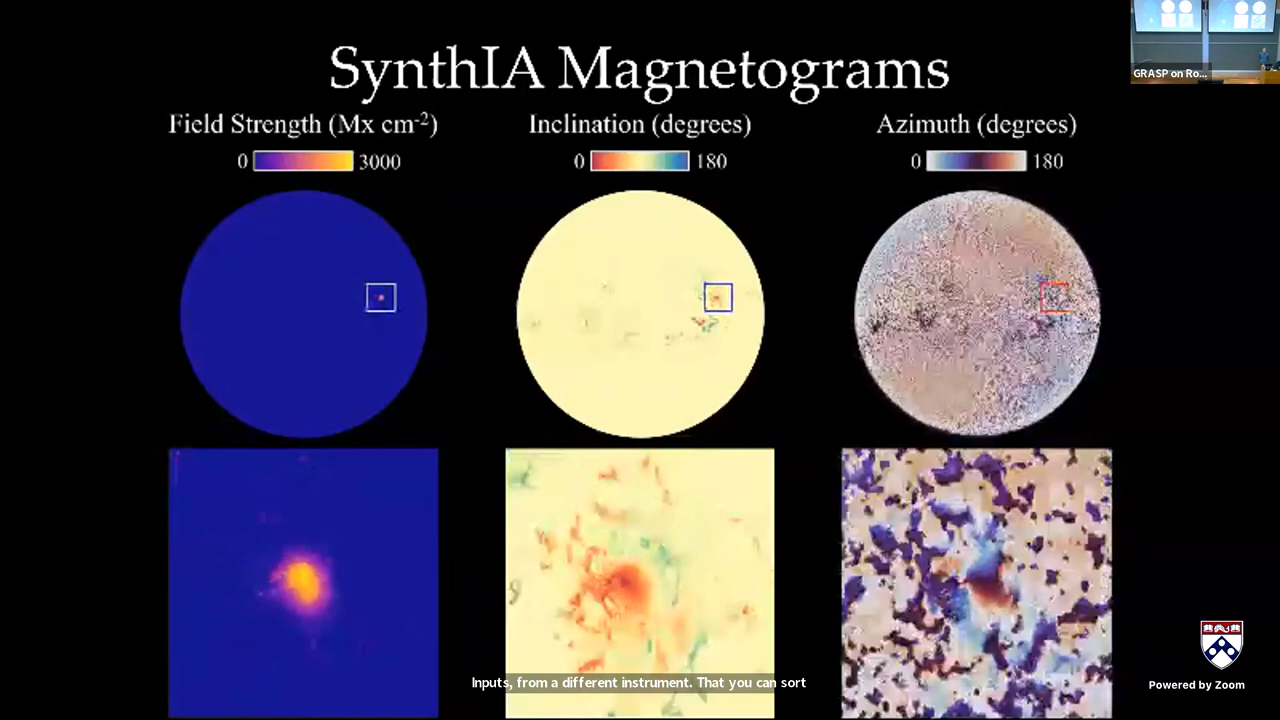 SynthIA Magnetograms
Field Strength (Mx cm⁻²)
0 3000
Inclination (degrees)
0 180
Azimuth (degrees)
0 180
GRASP on Ro...
Inputs, from a different instrument. That you can sort
Powered by Zoom